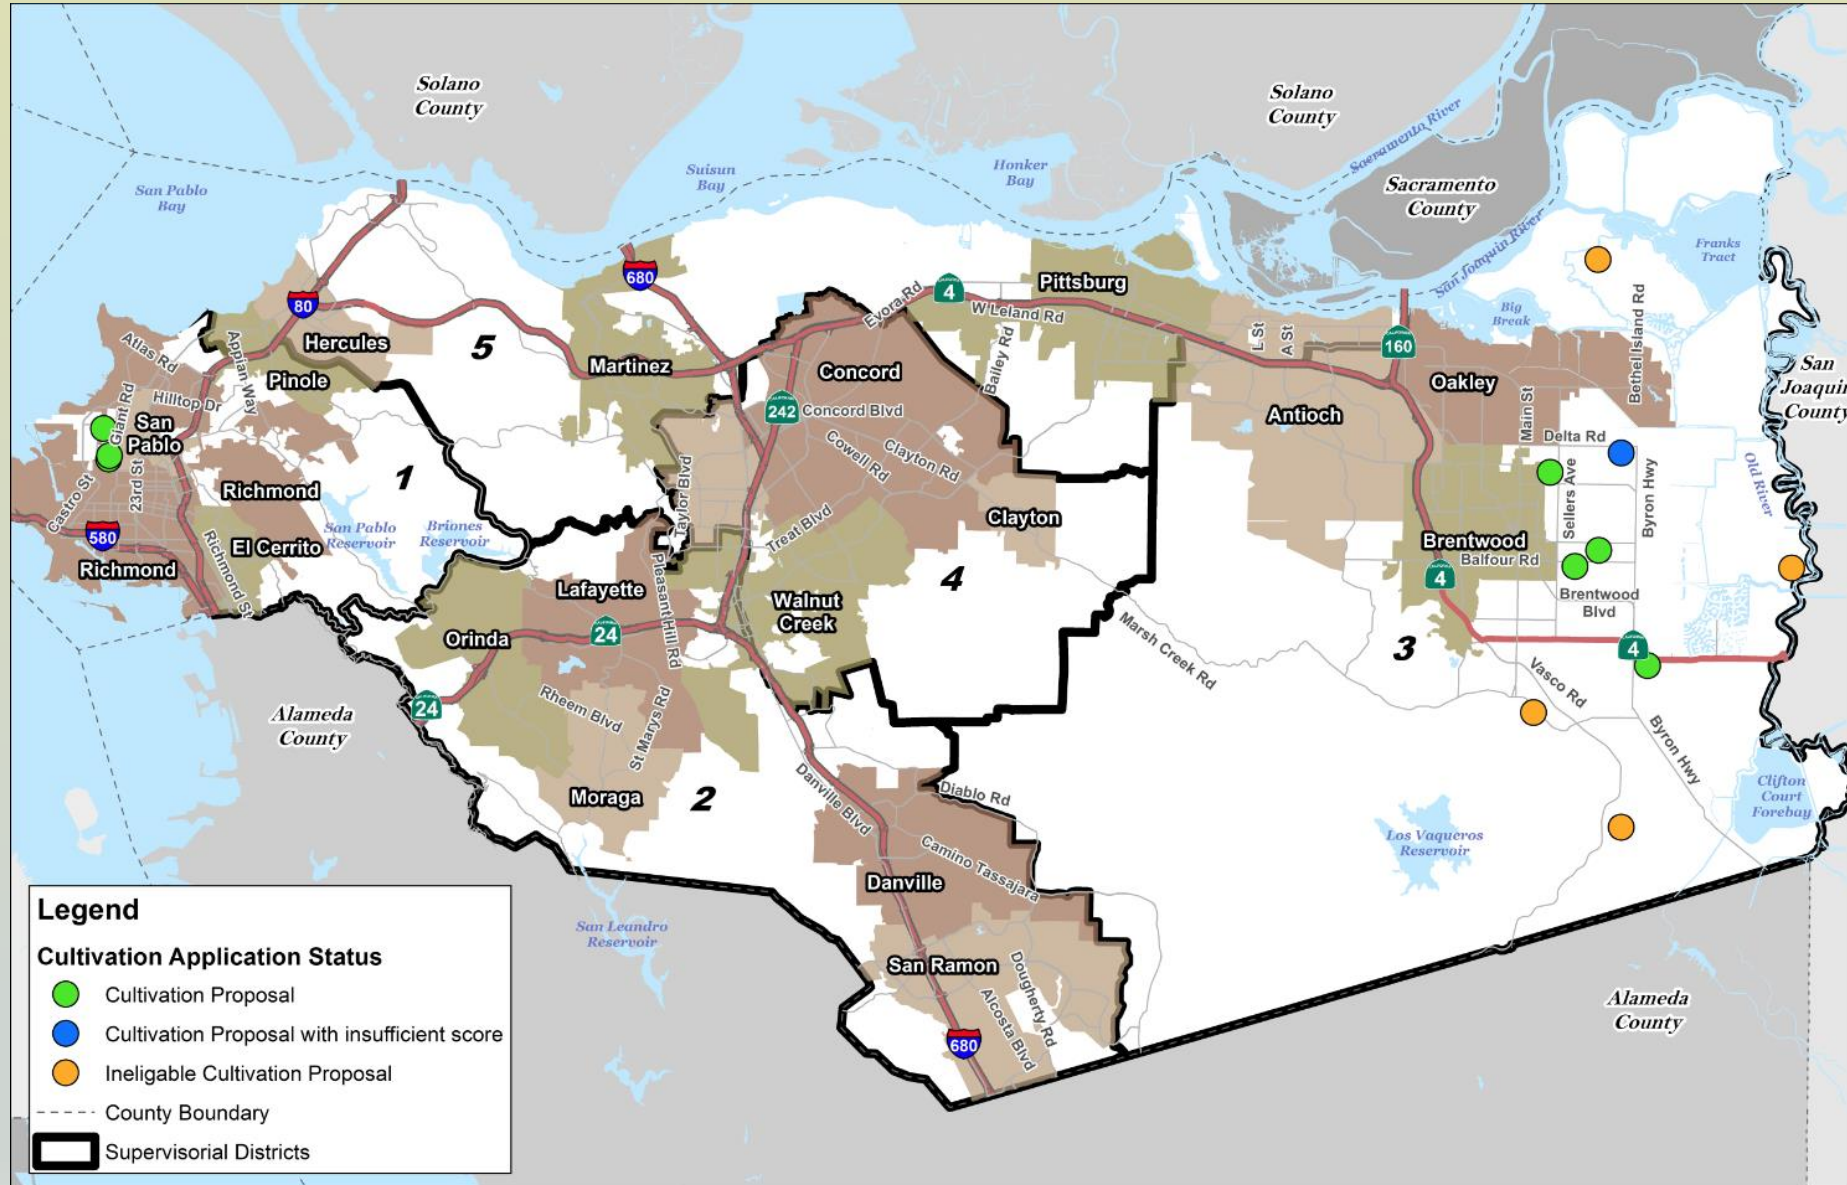 Solano
County
Solano
County
Sacramento River
Suisun
Bay
Honker
Bay
San Pablo
Bay
Sacramento
County
San Joaquin River
Franks
Tract
680
Pittsburg
4
Evora Rd
W Leland Rd
Bailey Rd
80
Hercules
5
Martinez
Concord
L St
A St
160
Big
Break
Bethel Island Rd
San
Joaquin
County
Atlas Rd
Appian Way
Pinole
Hilltop Dr
Giant Rd
San
Pablo
242
Concord Blvd
Cowell Rd
Clayton Rd
Antioch
Oakley
Main St
Delta Rd
Castro St
23rd St
Richmond
1
Taylor Blvd
Treat Blvd
Clayton
Sellers Ave
Byron Hwy
Old River
San Pablo
Reservoir
Briones
Reservoir
580
Richmond
El Cerrito
Richmond St
Lafayette
Pleasant Hill Rd
Walnut
Creek
4
Brentwood
Balfour Rd
4
Brentwood
Blvd
Orinda
24
Marsh Creek Rd
3
4
Vasco Rd
24
Alameda
County
Rheem Blvd
St Marys Rd
Moraga
2
Danville Blvd
Diablo Rd
Byron Hwy
Clifton
Court
Forebay
Los Vaqueros
Reservoir
Camino Tassajara
Danville
San Leandro
Reservoir
San Ramon
Dougherty Rd
Alcosta Blvd
680
Alameda
County
Legend
Cultivation Application Status
Cultivation Proposal
Cultivation Proposal with insufficient score
Ineligable Cultivation Proposal
County Boundary
Supervisorial Districts